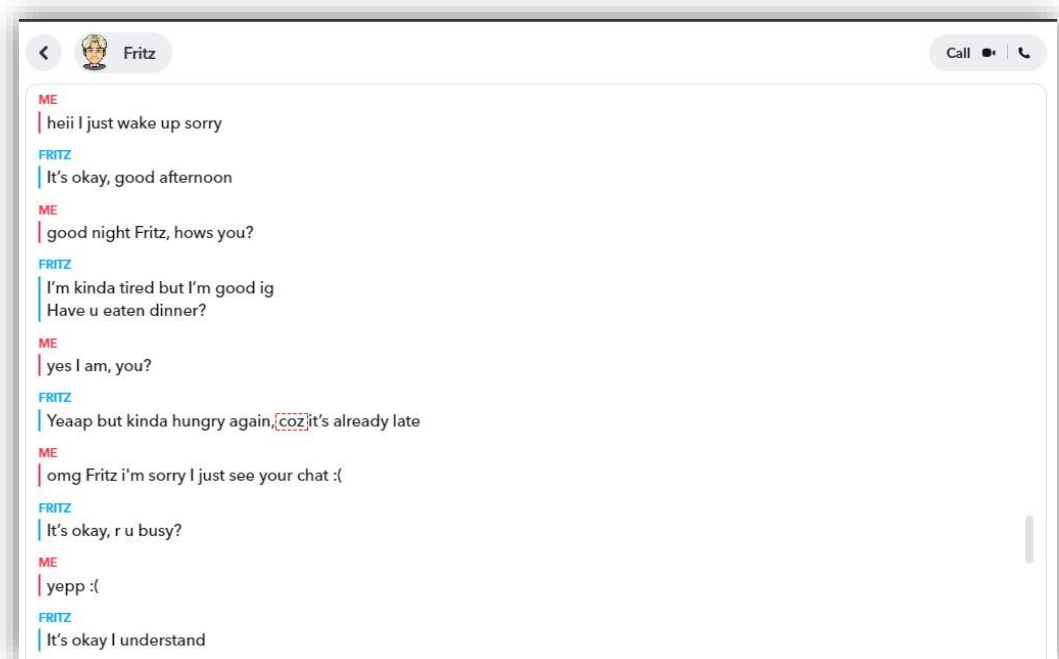 Fritz
Call
ME
heii I just wake up sorry
FRITZ
It's okay, good afternoon
ME
good night Fritz, hows you?
FRITZ
I'm kinda tired but I'm good ig
Have u eaten dinner?
ME
yes I am, you?
FRITZ
Yeaap but kinda hungry again, coz it's already late
ME
omg Fritz i'm sorry I just see your chat :(
FRITZ
It's okay, r u busy?
ME
yepp :(
FRITZ
It's okay I understand